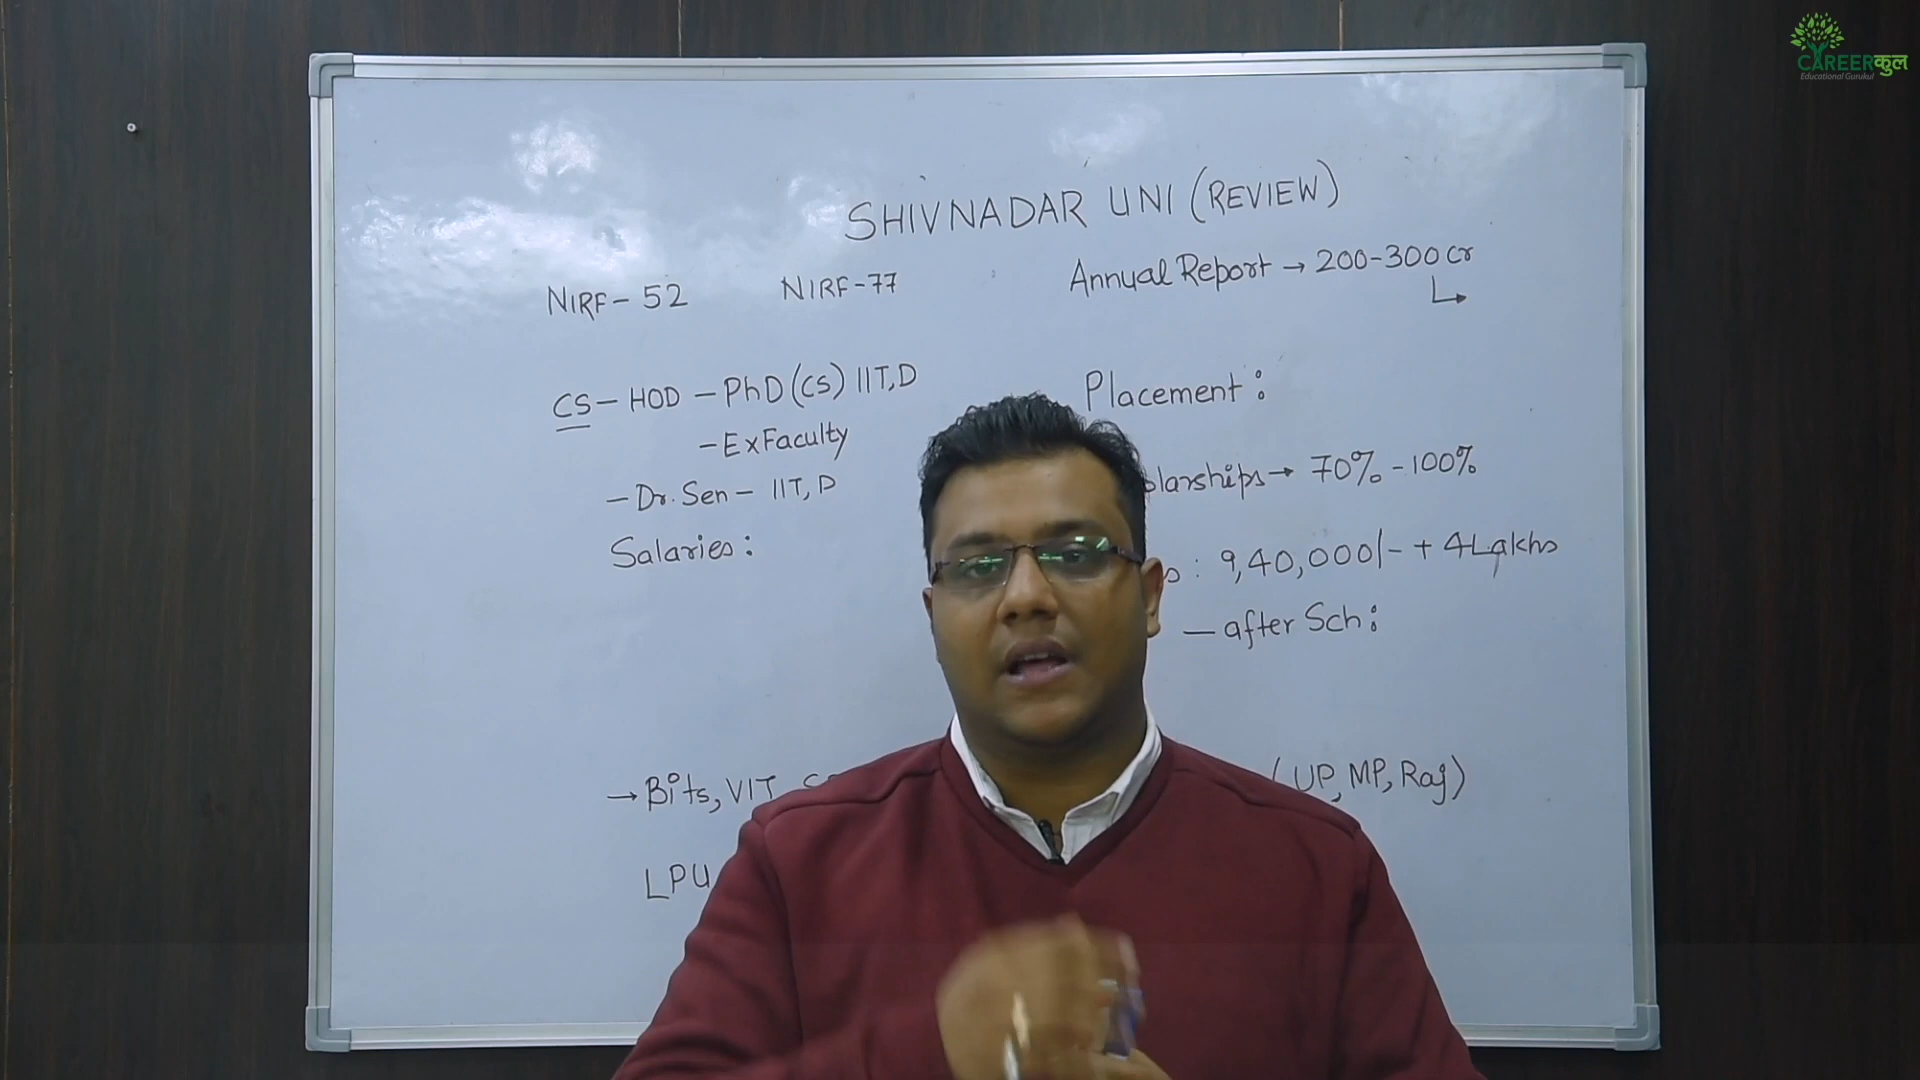 CAREERकुल
Educational Gurukul
SHIVNADAR UNI (REVIEW)
NIRF - 52
NIRF - 77
Annual Report → 200-300 cr
CS - HOD - PhD (CS) IIT, D
- Ex Faculty
- Dr. Sen - IIT, D
Salaries :
Placement :
→ 70% - 100%
: 9,40,000/- + 4 Lakhs
- after Sch :
→ Bits, VIT,
(UP, MP, Raj)
LPU